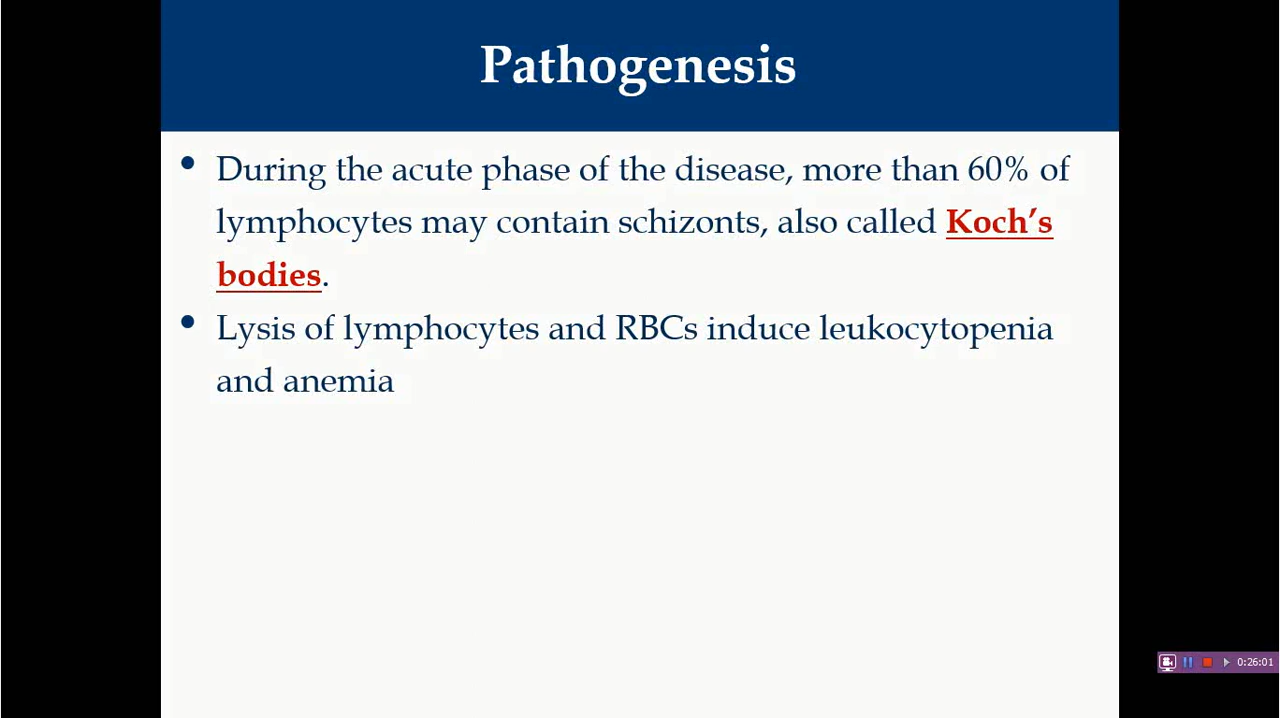 Pathogenesis
• During the acute phase of the disease, more than 60% of
lymphocytes may contain schizonts, also called Koch’s
bodies.
• Lysis of lymphocytes and RBCs induce leukocytopenia
and anemia
0:26:01